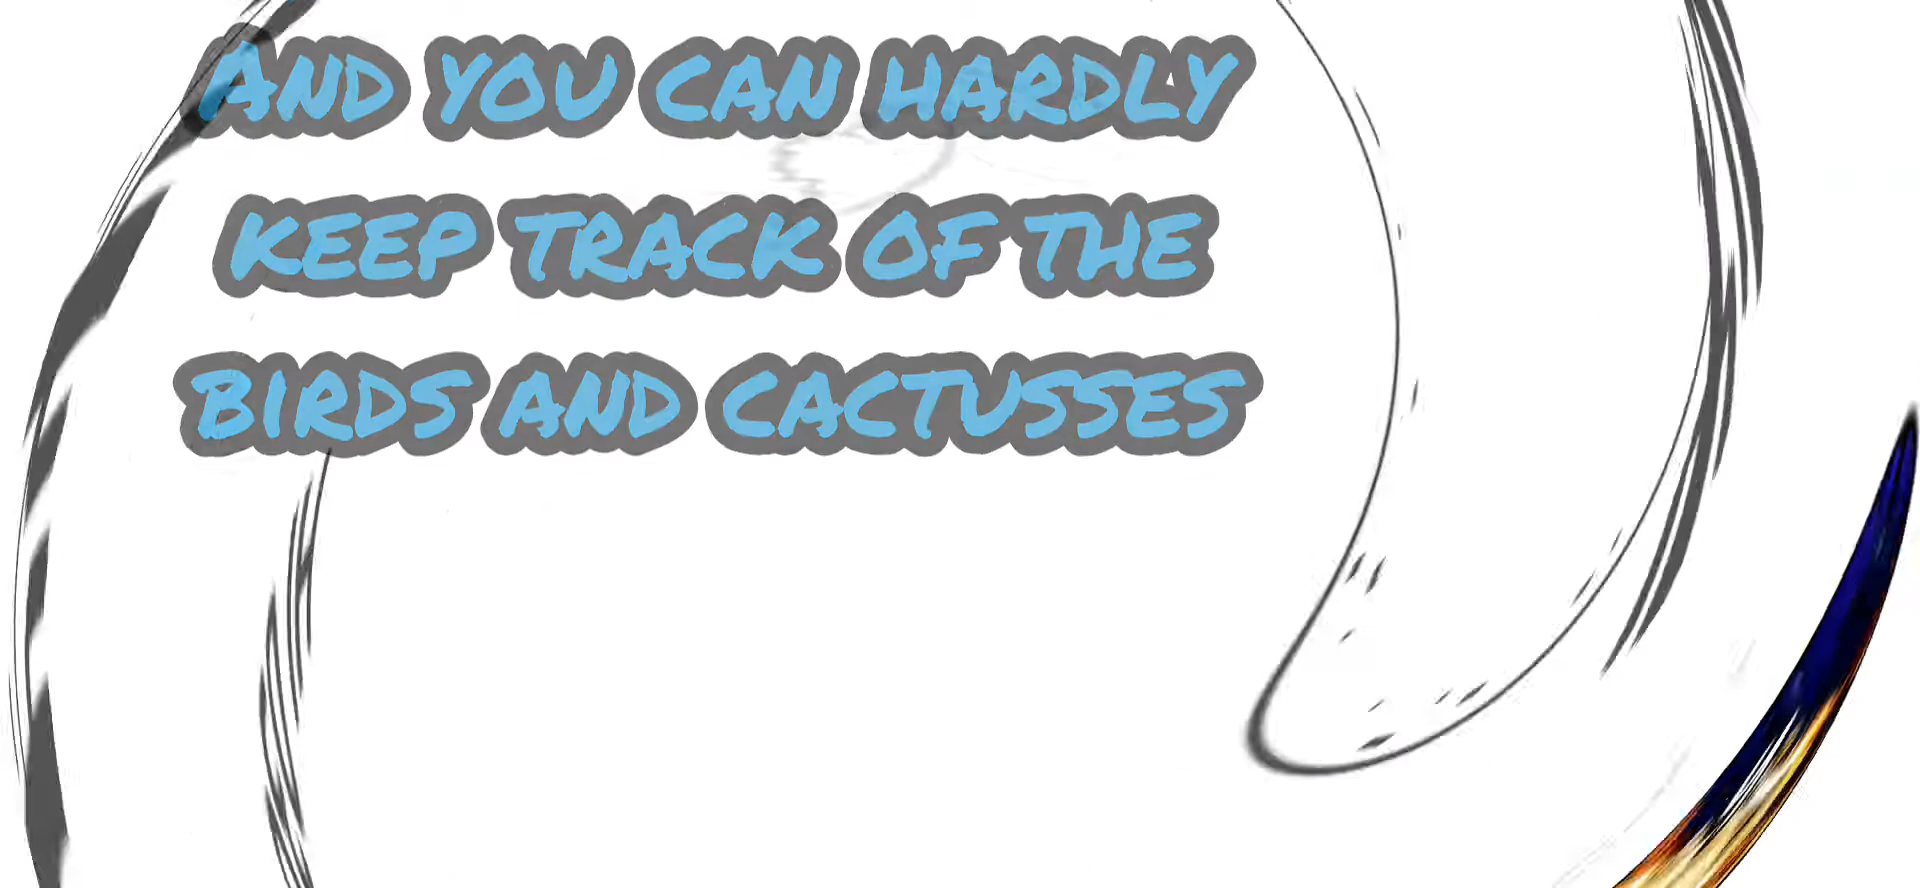 And you can hardly
keep track of the
birds and cactusses